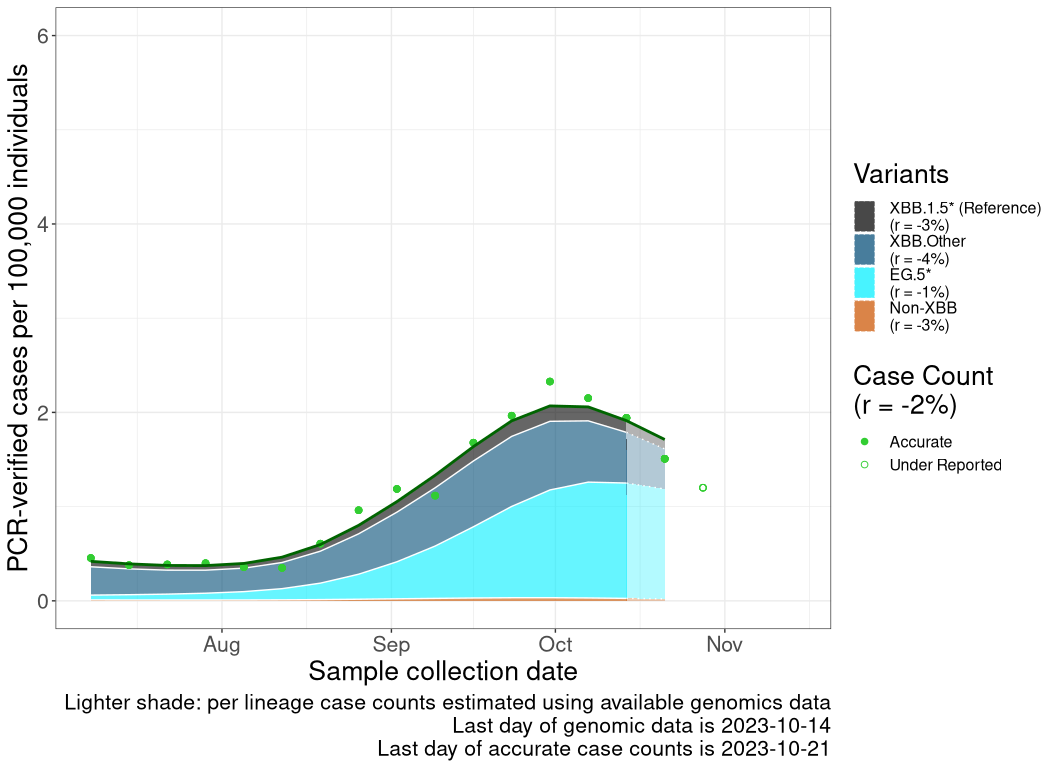 PCR-verified cases per 100,000 individuals
6
4
2
0
Aug
Sep
Oct
Nov
Sample collection date
Lighter shade: per lineage case counts estimated using available genomics data
Last day of genomic data is 2023-10-14
Last day of accurate case counts is 2023-10-21
Variants
XBB.1.5* (Reference)
(r = -3%)
XBB.Other
(r = -4%)
EG.5*
(r = -1%)
Non-XBB
(r = -3%)
Case Count
(r = -2%)
Accurate
Under Reported